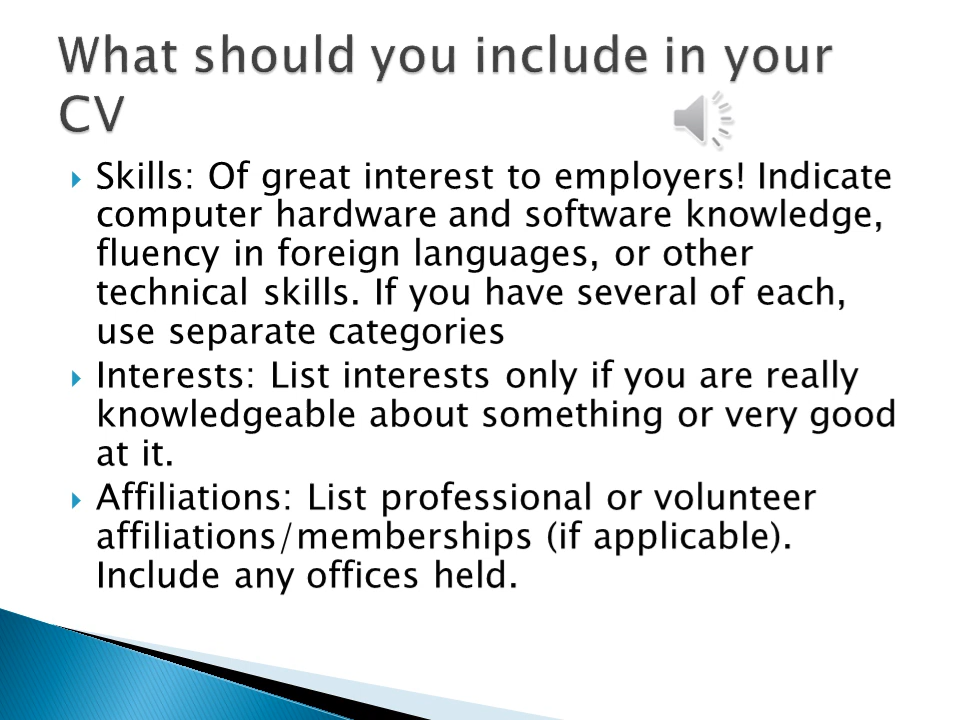 What should you include in your
CV
Skills: Of great interest to employers! Indicate
computer hardware and software knowledge,
fluency in foreign languages, or other
technical skills. If you have several of each,
use separate categories
Interests: List interests only if you are really
knowledgeable about something or very good
at it.
Affiliations: List professional or volunteer
affiliations/memberships (if applicable).
Include any offices held.